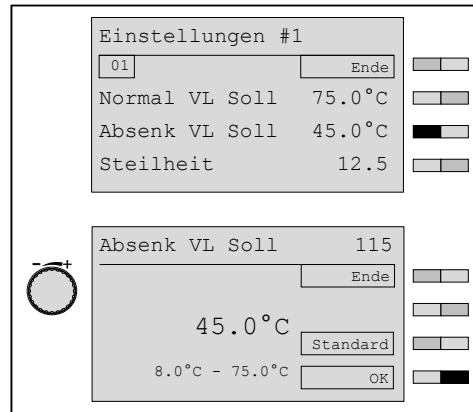 Einstellungen #1
01 Ende
Normal VL Soll 75.0°C
Absenk VL Soll 45.0°C
Steilheit 12.5
Absenk VL Soll 115
Ende
- +
45.0°C
Standard
8.0°C - 75.0°C OK